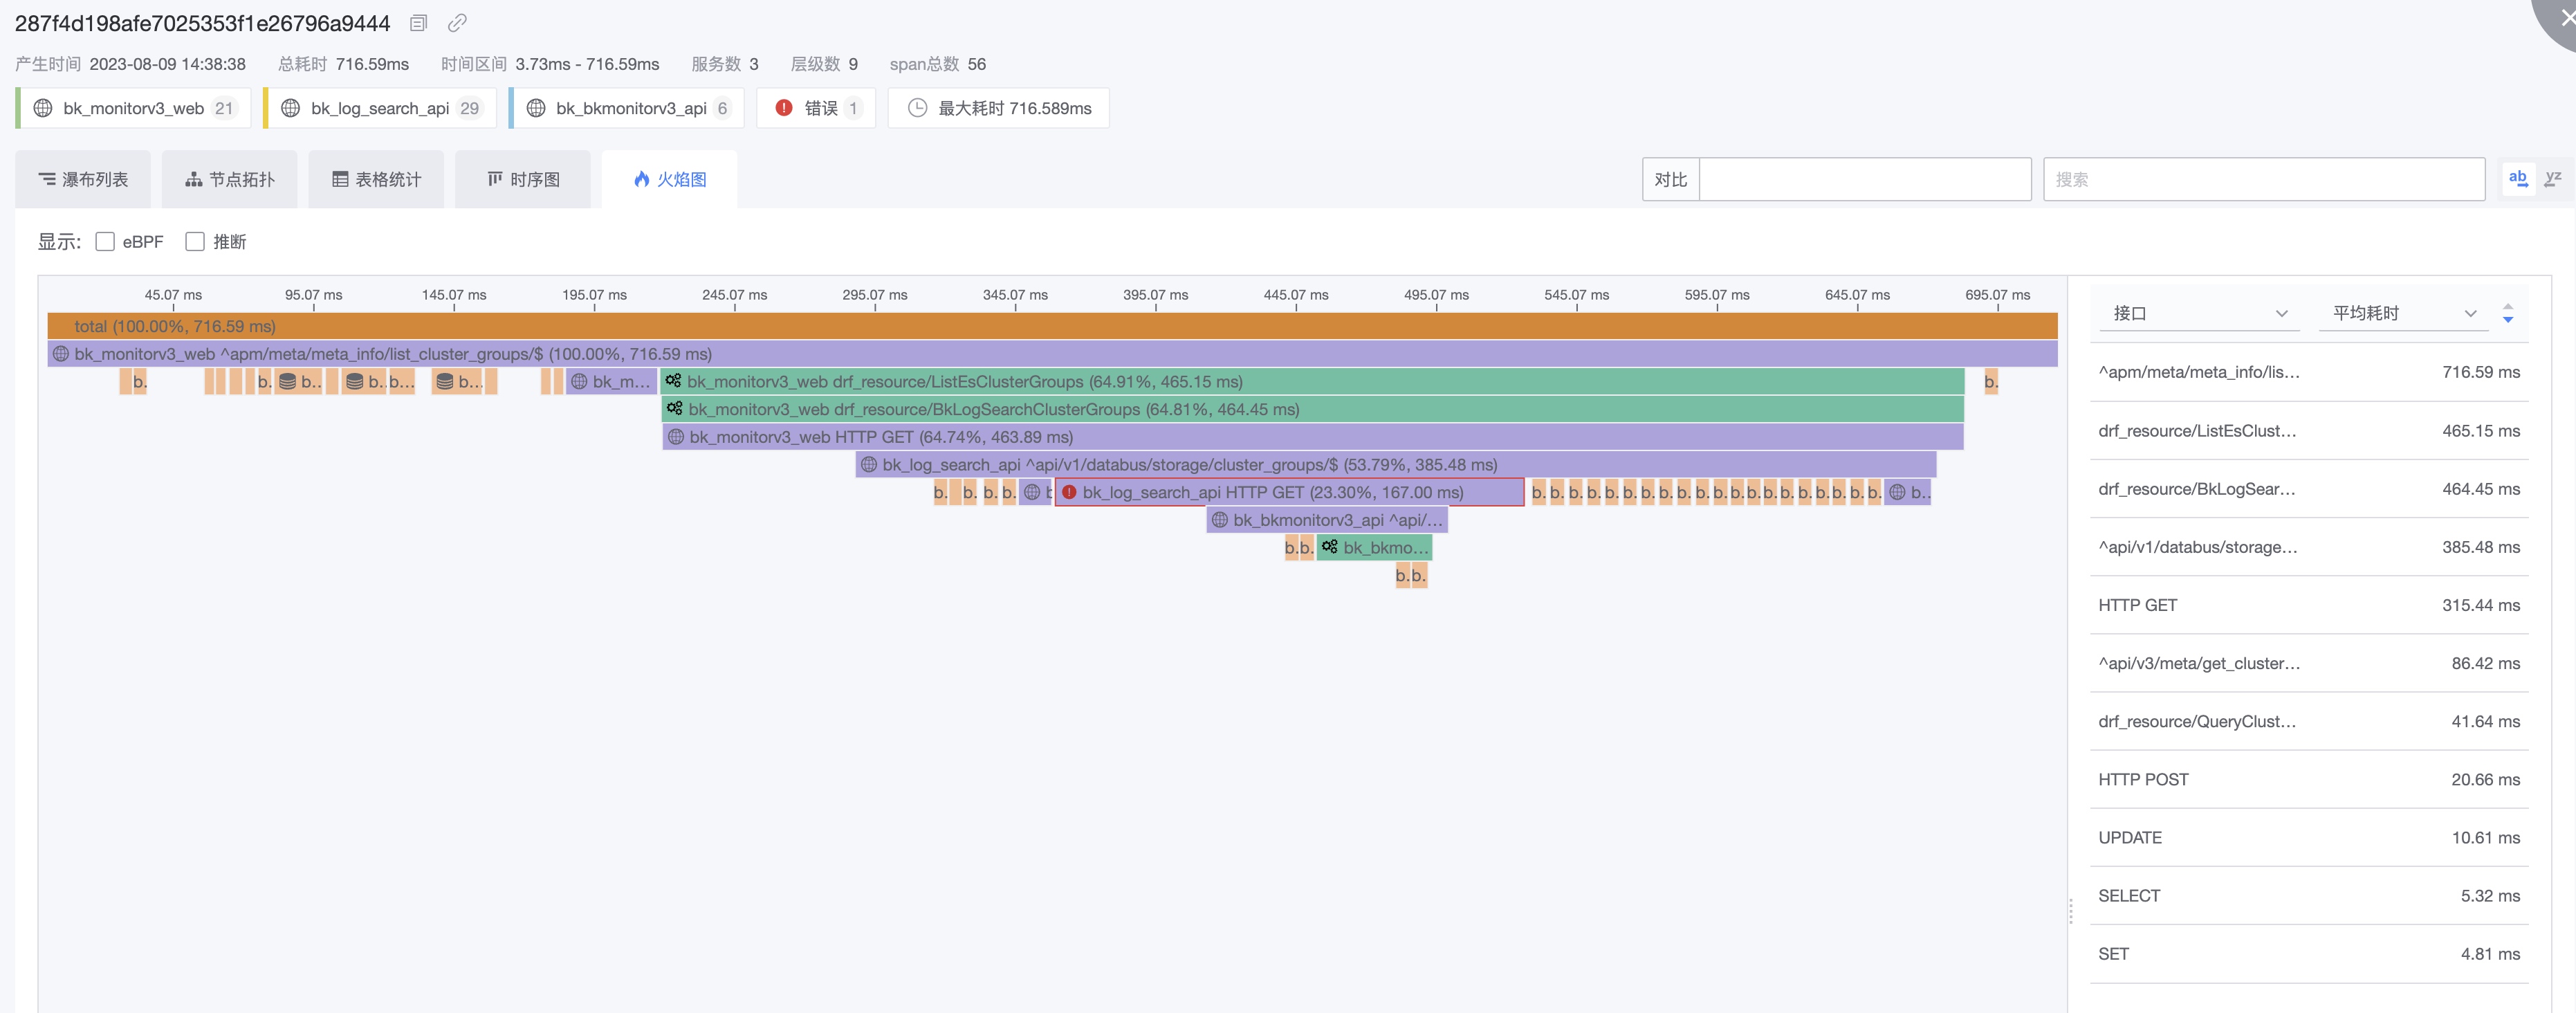 287f4d198afe7025353f1e26796a9444
产生时间 2023-08-09 14:38:38 总耗时 716.59ms 时间区间 3.73ms - 716.59ms 服务数 3 层级数 9 span总数 56
bk_monitorv3_web 21 bk_log_search_api 29 bk_bkmonitorv3_api 6 错误 1 最大耗时 716.589ms
瀑布列表 节点拓扑 表格统计 时序图 火焰图 对比 搜索 ab yz
显示: eBPF 推断
45.07 ms 95.07 ms 145.07 ms 195.07 ms 245.07 ms 295.07 ms 345.07 ms 395.07 ms 445.07 ms 495.07 ms 545.07 ms 595.07 ms 645.07 ms 695.07 ms
total (100.00%, 716.59 ms)
bk_monitorv3_web ^apm/meta/meta_info/list_cluster_groups/$ (100.00%, 716.59 ms)
b. b. b.. b. b... b... bk_m... bk_monitorv3_web drf_resource/ListEsClusterGroups (64.91%, 465.15 ms) b.
bk_monitorv3_web drf_resource/BkLogSearchClusterGroups (64.81%, 464.45 ms)
bk_monitorv3_web HTTP GET (64.74%, 463.89 ms)
bk_log_search_api ^api/v1/databus/storage/cluster_groups/$ (53.79%, 385.48 ms)
b. b. b. b. b bk_log_search_api HTTP GET (23.30%, 167.00 ms) b. b. b. b. b. b. b. b. b. b. b. b. b. b. b. b. b. b. b. b..
bk_bkmonitorv3_api ^api/...
b. b. bk_bkmo...
b. b.
接口 平均耗时
^apm/meta/meta_info/lis... 716.59 ms
drf_resource/ListEsClust... 465.15 ms
drf_resource/BkLogSear... 464.45 ms
^api/v1/databus/storage... 385.48 ms
HTTP GET 315.44 ms
^api/v3/meta/get_cluster... 86.42 ms
drf_resource/QueryClust... 41.64 ms
HTTP POST 20.66 ms
UPDATE 10.61 ms
SELECT 5.32 ms
SET 4.81 ms